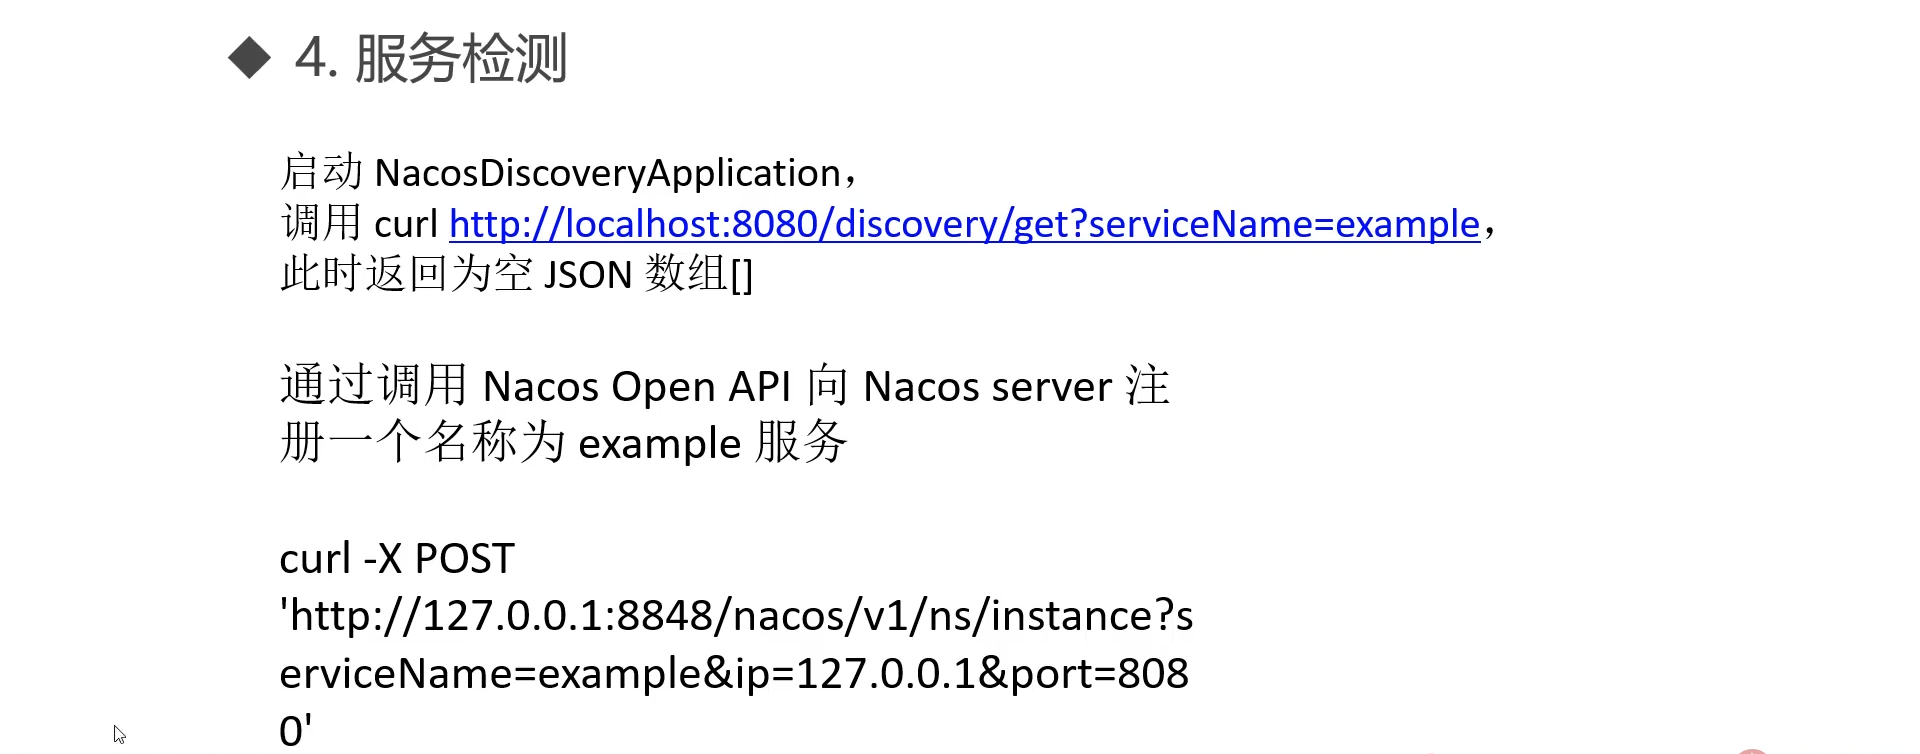 ◆ 4. 服务检测
启动 NacosDiscoveryApplication，
调用 curl http://localhost:8080/discovery/get?serviceName=example，
此时返回为空 JSON 数组[]
通过调用 Nacos Open API 向 Nacos server 注
册一个名称为 example 服务
curl -X POST
'http://127.0.0.1:8848/nacos/v1/ns/instance?s
erviceName=example&ip=127.0.0.1&port=808
0'